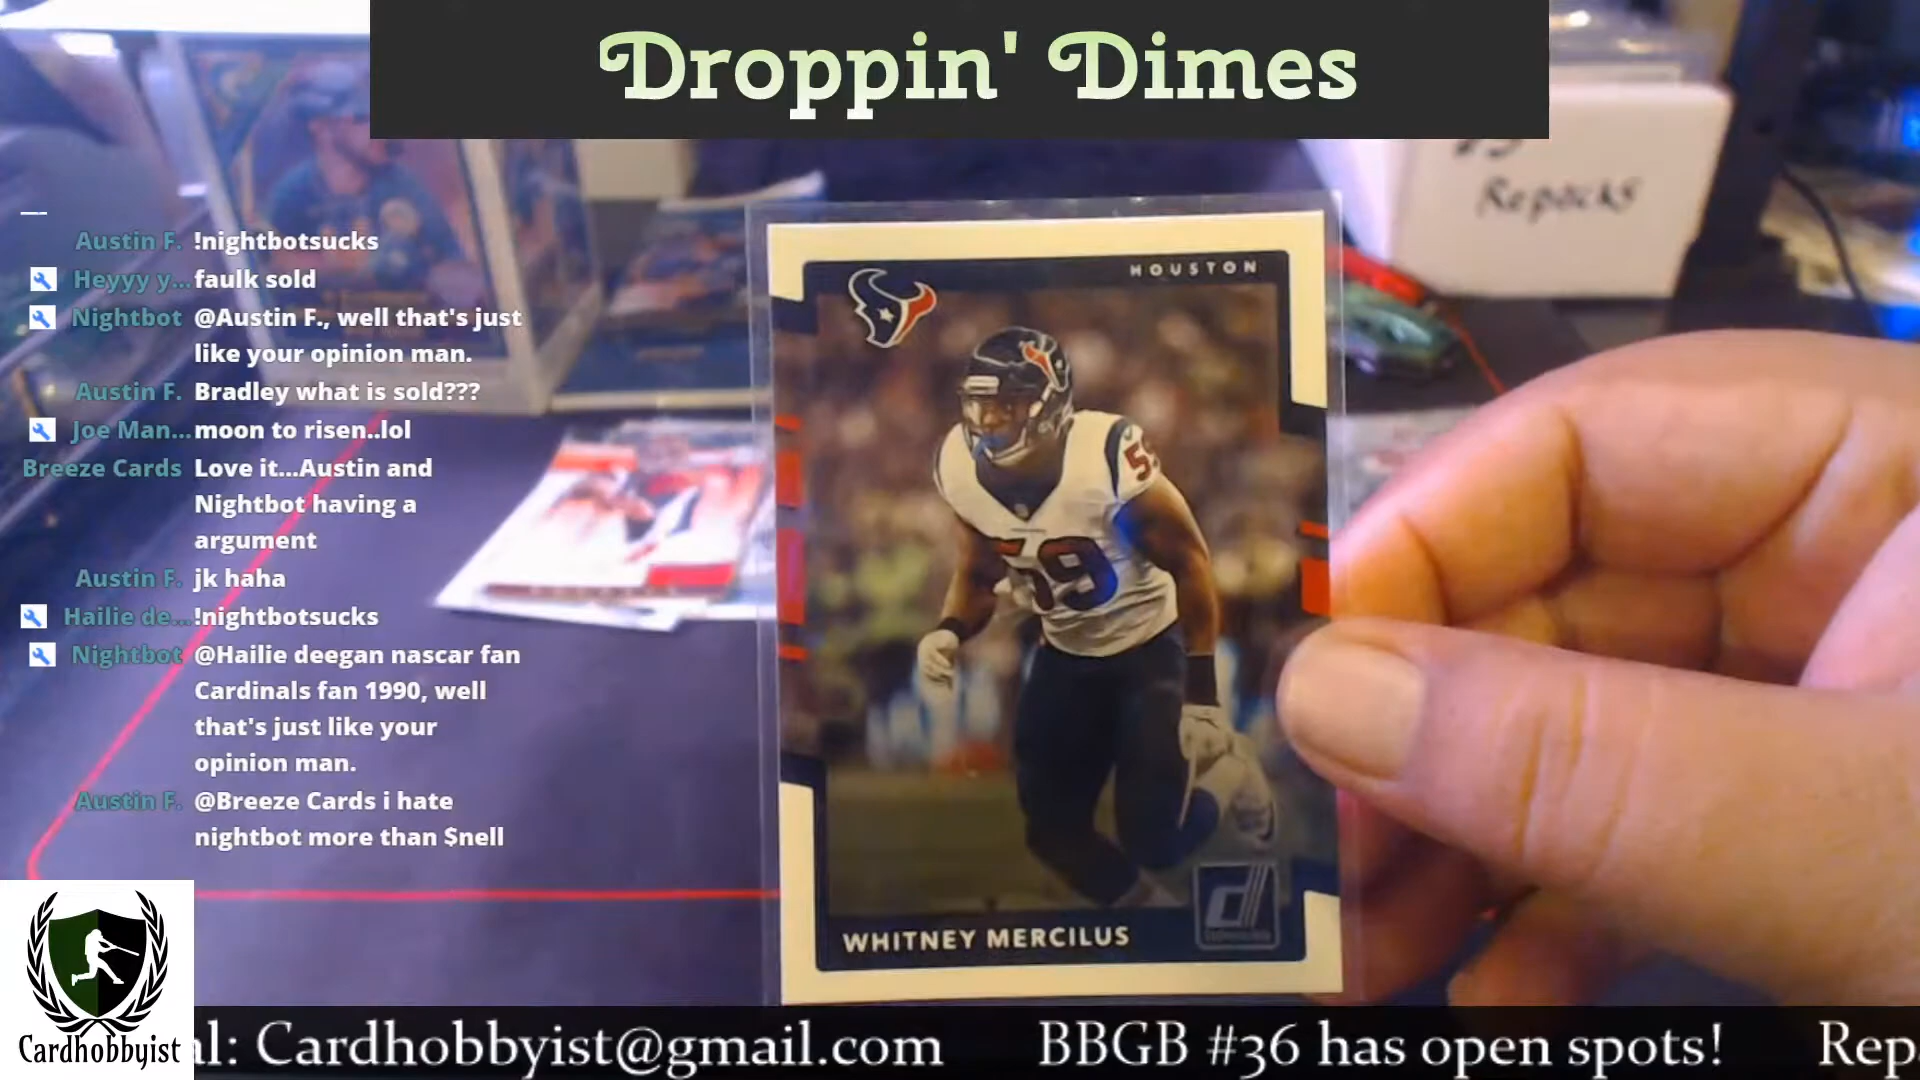 Droppin' Dimes
Repacks
HOUSTON
Austin F. !nightbotsucks
Heyyy y... faulk sold
Nightbot @Austin F., well that's just
like your opinion man.
Austin F. Bradley what is sold???
Joe Man... moon to risen..lol
Breeze Cards Love it...Austin and
Nightbot having a
argument
Austin F. jk haha
Hailie de... !nightbotsucks
Nightbot @Hailie deegan nascar fan
Cardinals fan 1990, well
that's just like your
opinion man.
Austin F. @Breeze Cards i hate
nightbot more than $nell
59
59
WHITNEY MERCILUS
d
Cardhobbyist
al: Cardhobbyist@gmail.com BBGB #36 has open spots! Rep